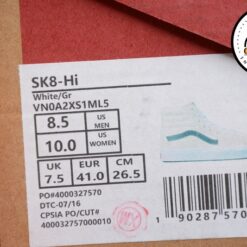 SK8-Hi
White/Gr
VN0A2XS1ML5
8.5 US MEN
10.0 US WOMEN
UK EUR CM
7.5 41.0 26.5
PO#4000327570
DTC-07/16
CPSIA PO/CUT#
400032757000010
1 90287 570